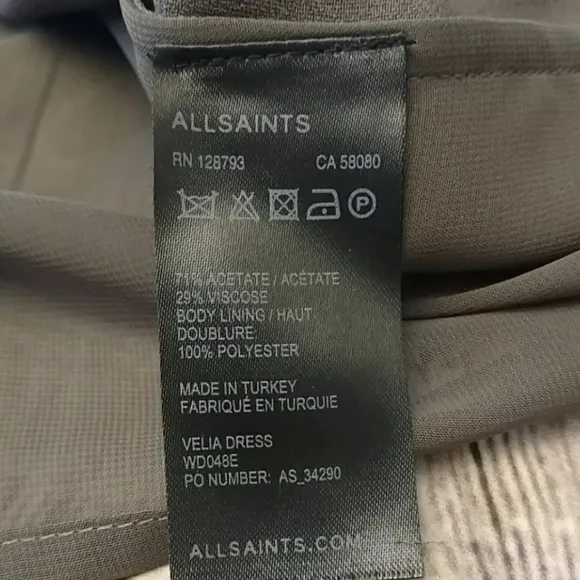 ALLSAINTS
RN 128793 CA 58080
P
71% ACETATE / ACÉTATE
29% VISCOSE
BODY LINING / HAUT
DOUBLURE
100% POLYESTER
MADE IN TURKEY
FABRIQUÉ EN TURQUIE
VELIA DRESS
WD048E
PO NUMBER: AS_34290
ALLSAINTS.COM